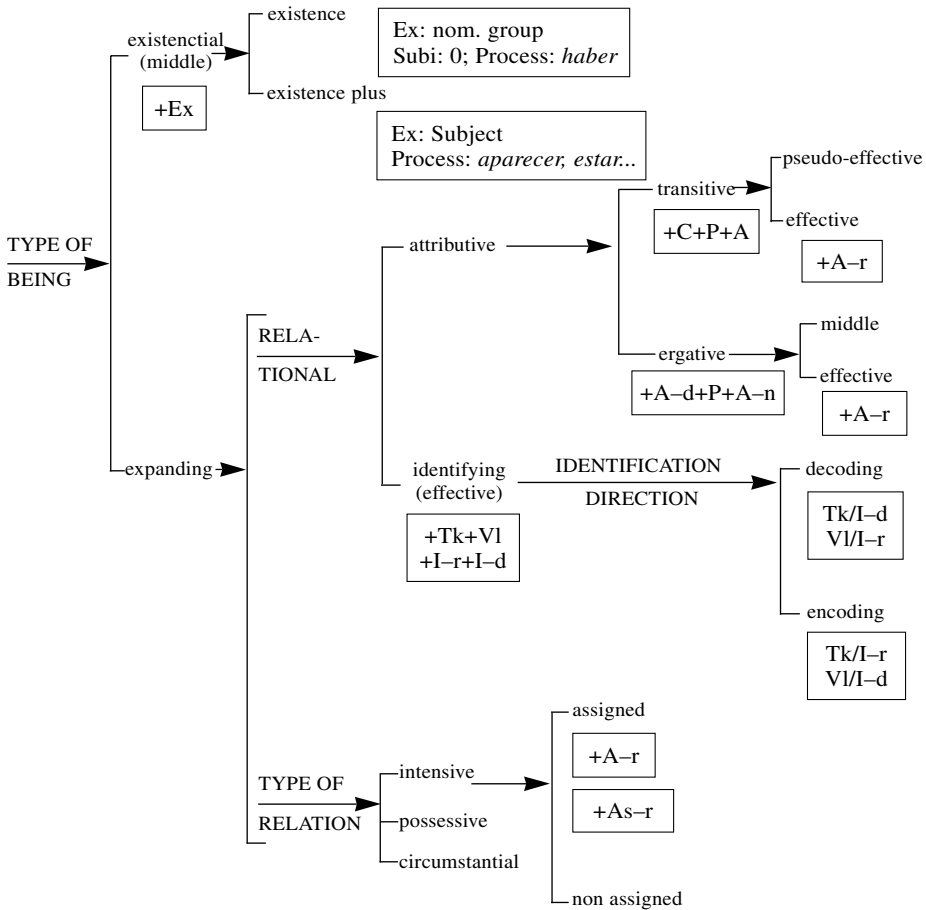 existence
existenctial
(middle)
+Ex
Ex: nom. group
Subi: 0; Process: haber
existence plus
Ex: Subject
Process: aparecer, estar...
TYPE OF
BEING
attributive
transitive
+C+P+A
pseudo-effective
effective
+A–r
RELA-
TIONAL
ergative
+A–d+P+A–n
middle
effective
+A–r
expanding
identifying
(effective)
+Tk+Vl
+I–r+I–d
IDENTIFICATION
DIRECTION
decoding
Tk/I–d
Vl/I–r
encoding
Tk/I–r
Vl/I–d
TYPE OF
RELATION
intensive
possessive
circumstantial
assigned
+A–r
+As–r
non assigned